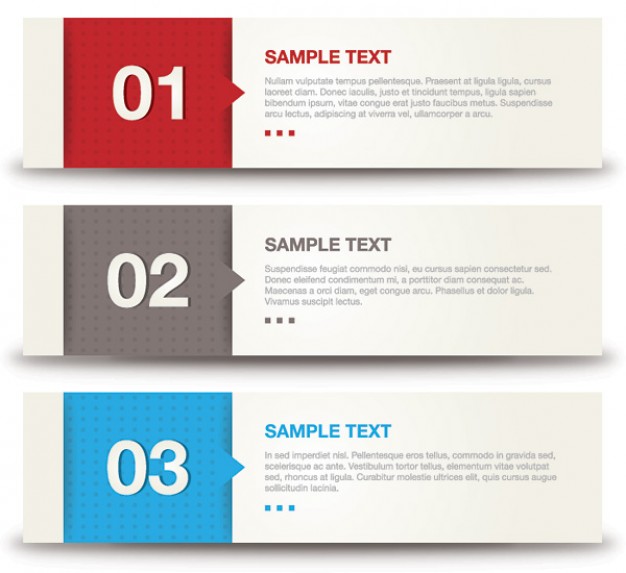 01
SAMPLE TEXT
Nullam vulputate tempus pellentesque. Praesent at ligula ligula, cursus
laoreet diam. Donec iaculis, justo et tincidunt tempus, ligula sapien
bibendum ipsum, vitae congue erat justo faucibus metus. Suspendisse
arcu lectus, adipiscing at viverra vel, ullamcorper a arcu.
02
SAMPLE TEXT
Suspendisse feugiat commodo nisi, eu cursus sapien consectetur sed.
Donec eleifend commodo mi, a porttitor diam consequat ac.
Maecenas a orci diam, eget congue arcu. Phasellus et dolor ligula.
Vivamus suscipit lectus.
03
SAMPLE TEXT
In sed imperdiet nisl. Pellentesque eros tellus, commodo in gravida sed,
scelerisque ac ante. Vestibulum tortor tellus, elementum vitae volutpat
sed, mattis id nisi. Curabitur molestie ultrices elit, quis cursus augue
sollicitudin lacinia.